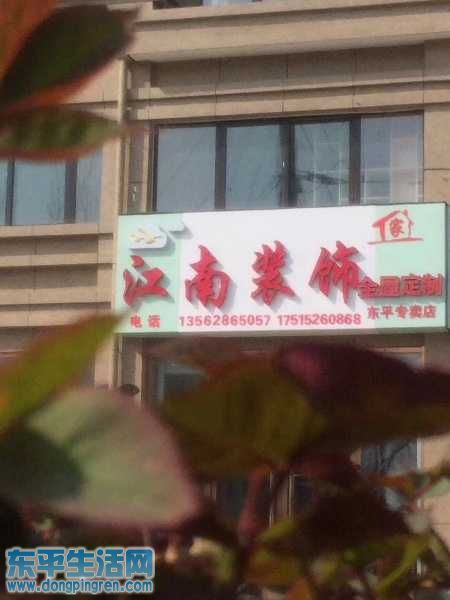 家
江南装饰
全屋定制
电话 13562865057 17515260868
东平专卖店
东平生活网
www.dongpingren.com